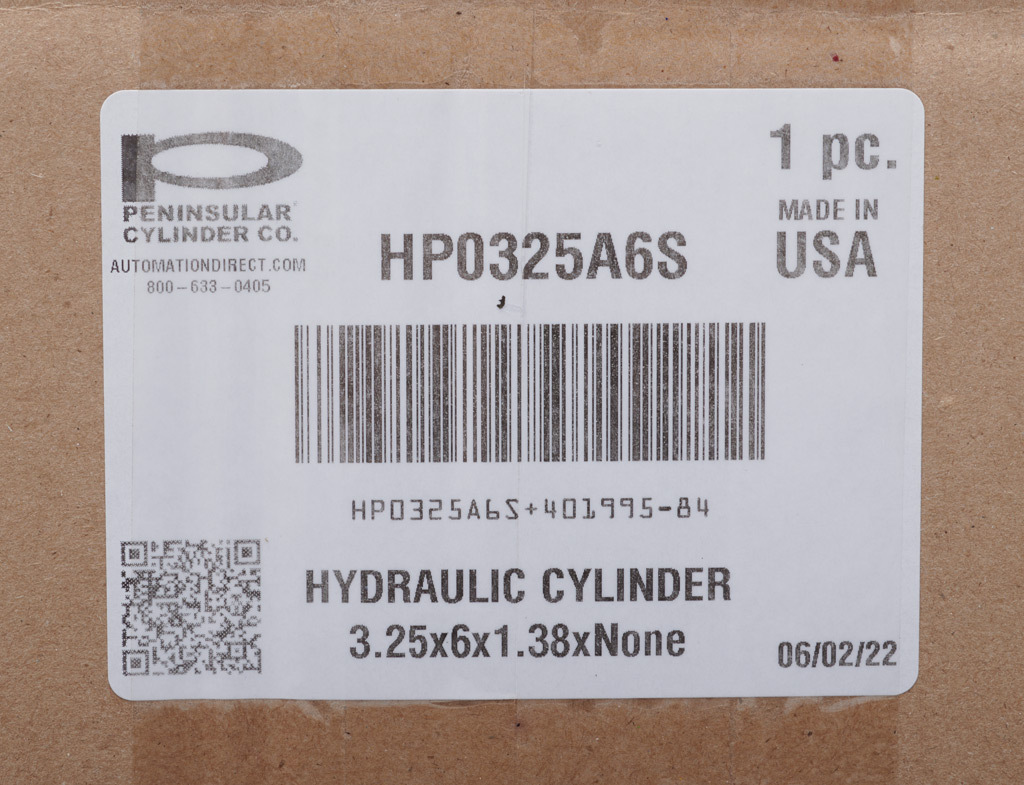 PENINSULAR
CYLINDER CO.
AUTOMATIONDIRECT.COM
800-633-0405
HP0325A6S
1 pc.
MADE IN
USA
HP0325A6S+401995-84
HYDRAULIC CYLINDER
3.25x6x1.38xNone
06/02/22